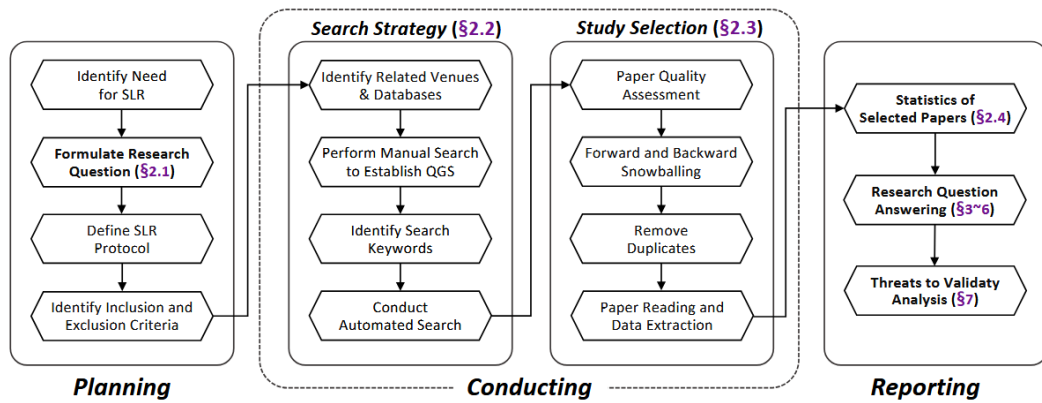 Search Strategy (§2.2)
Study Selection (§2.3)
Identify Need
for SLR
Formulate Research
Question (§2.1)
Define SLR
Protocol
Identify Inclusion and
Exclusion Criteria
Identify Related Venues
& Databases
Perform Manual Search
to Establish QGS
Identify Search
Keywords
Conduct
Automated Search
Paper Quality
Assessment
Forward and Backward
Snowballing
Remove
Duplicates
Paper Reading and
Data Extraction
Statistics of
Selected Papers (§2.4)
Research Question
Answering (§3~6)
Threats to Validaty
Analysis (§7)
Planning
Conducting
Reporting